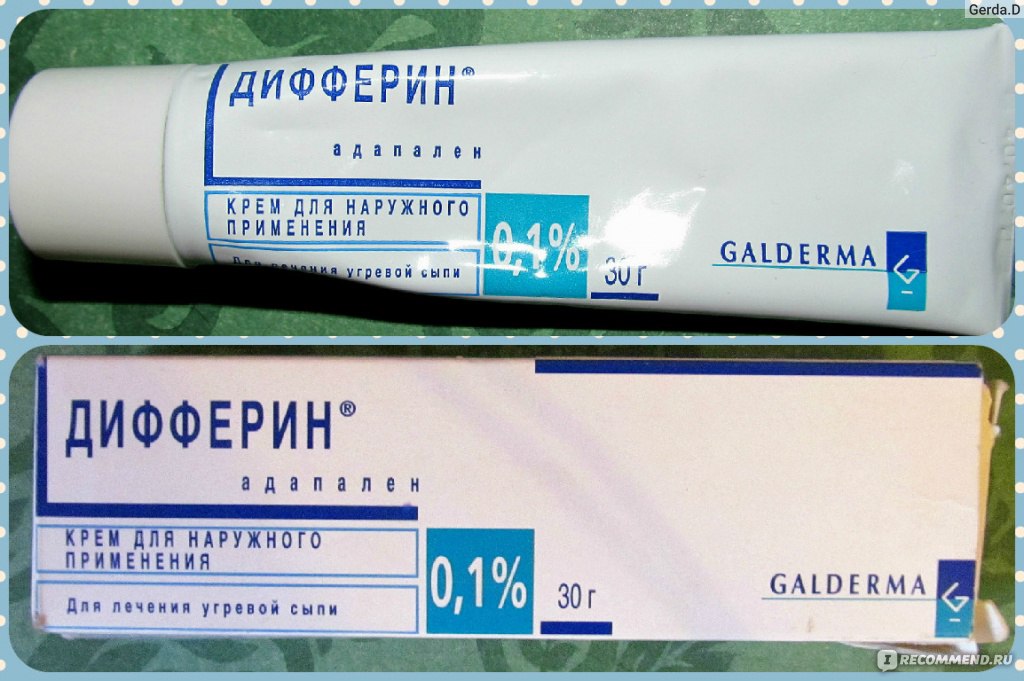 Gerda.D
ДИФФЕРИН®
адапален
КРЕМ ДЛЯ НАРУЖНОГО
ПРИМЕНЕНИЯ
Для лечения угревой сыпи
0,1%
30 г
GALDERMA
ДИФФЕРИН®
адапален
КРЕМ ДЛЯ НАРУЖНОГО
ПРИМЕНЕНИЯ
Для лечения угревой сыпи
0,1%
30 г
GALDERMA
IRECOMMEND.RU